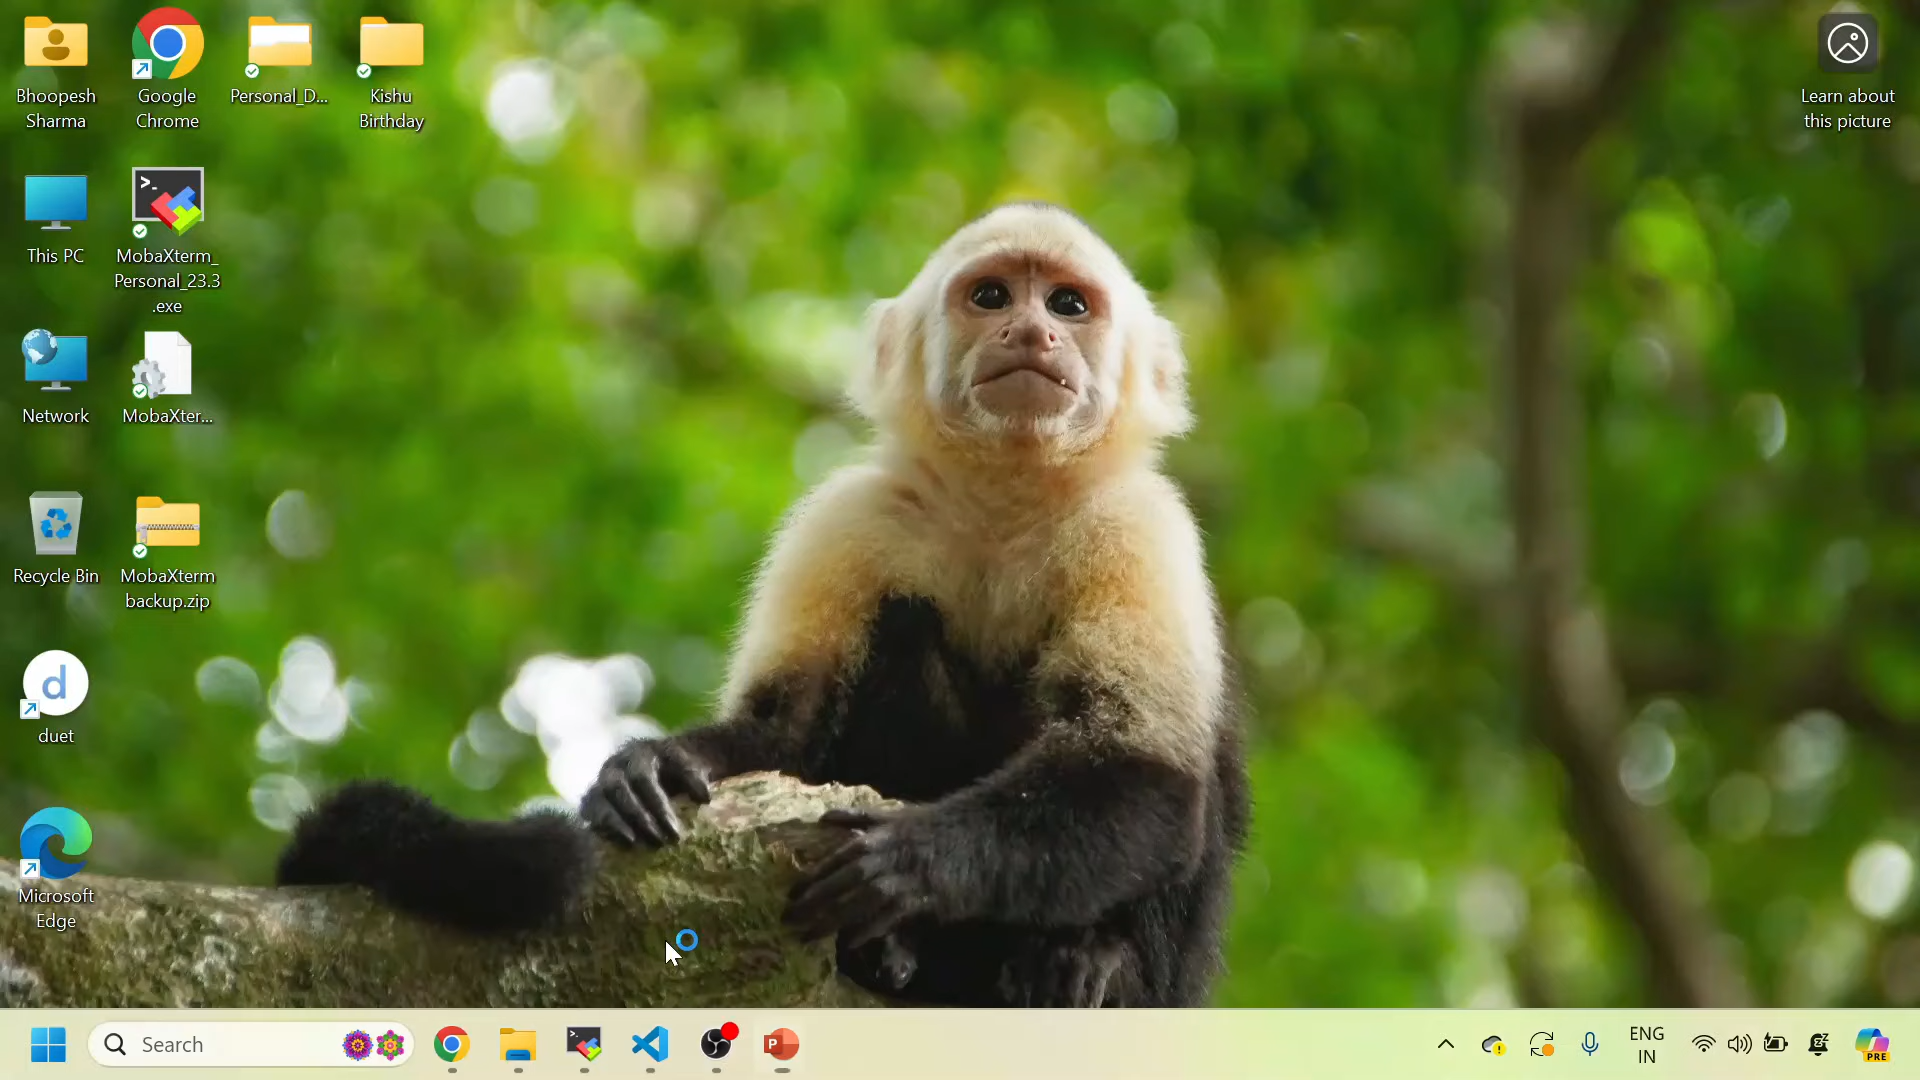 Bhoopesh
Sharma
Google
Chrome
Personal_D...
Kishu
Birthday
Learn about
this picture
This PC
MobaXterm_
Personal_23.3
.exe
Network
MobaXter...
Recycle Bin
MobaXterm
backup.zip
d
duet
Microsoft
Edge
Search
P
ENG
IN
PRE